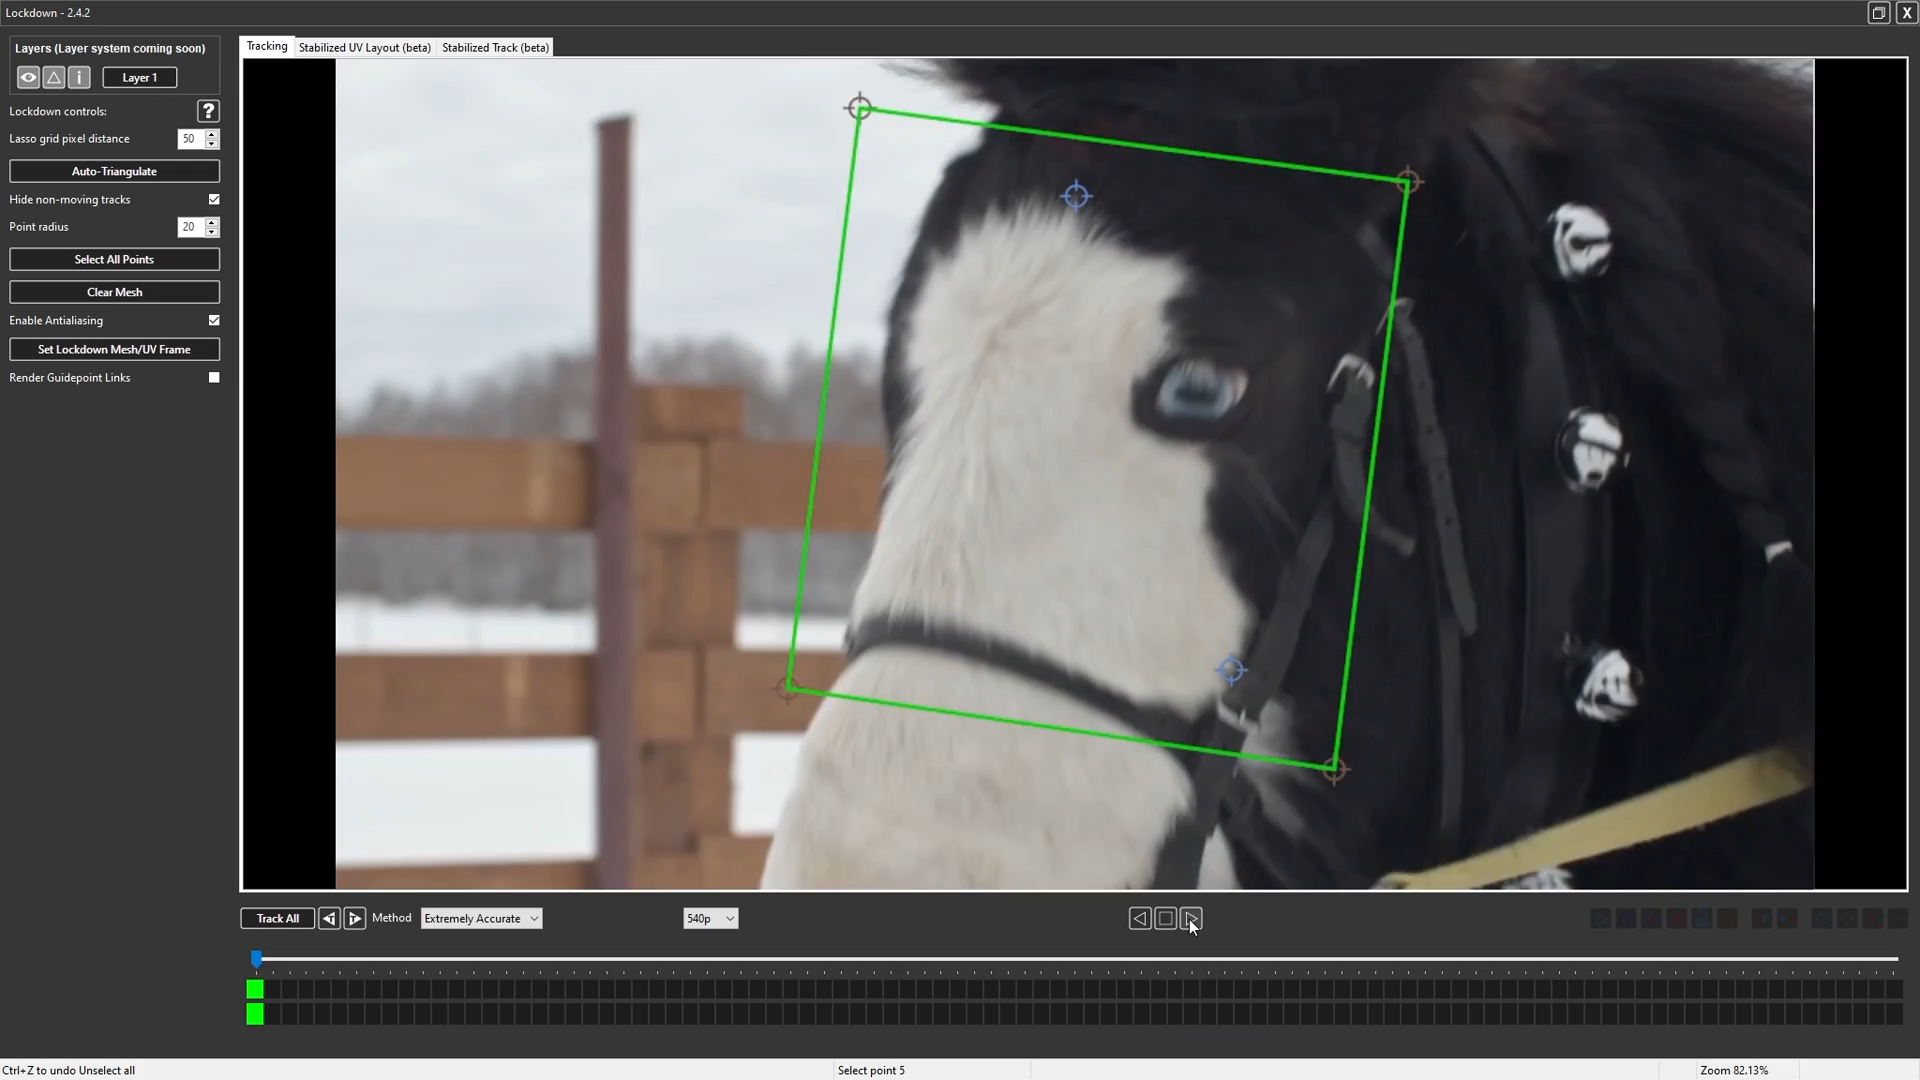 Lockdown - 2.4.2
X
Layers (Layer system coming soon)
i
Layer 1
Tracking
Stabilized UV Layout (beta)
Stabilized Track (beta)
Lockdown controls:
?
Lasso grid pixel distance
50
Auto-Triangulate
Hide non-moving tracks
Point radius
20
Select All Points
Clear Mesh
Enable Antialiasing
Set Lockdown Mesh/UV Frame
Render Guidepoint Links
Track All
Method
Extremely Accurate
540p
Ctrl+Z to undo Unselect all
Select point 5
Zoom 82.13%